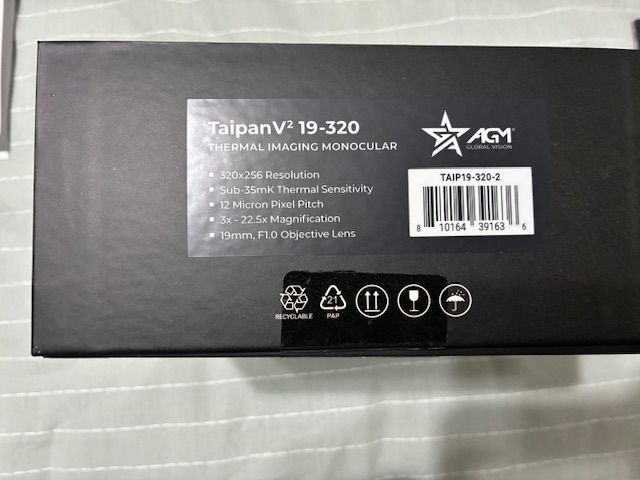 TaipanV² 19-320
THERMAL IMAGING MONOCULAR
▪ 320x256 Resolution
▪ Sub-35mK Thermal Sensitivity
▪ 12 Micron Pixel Pitch
▪ 3x - 22.5x Magnification
▪ 19mm, F1.0 Objective Lens
AGM®
GLOBAL VISION
TAIP19-320-2
8 10164 39163 6
RECYCLABLE
21
PAP